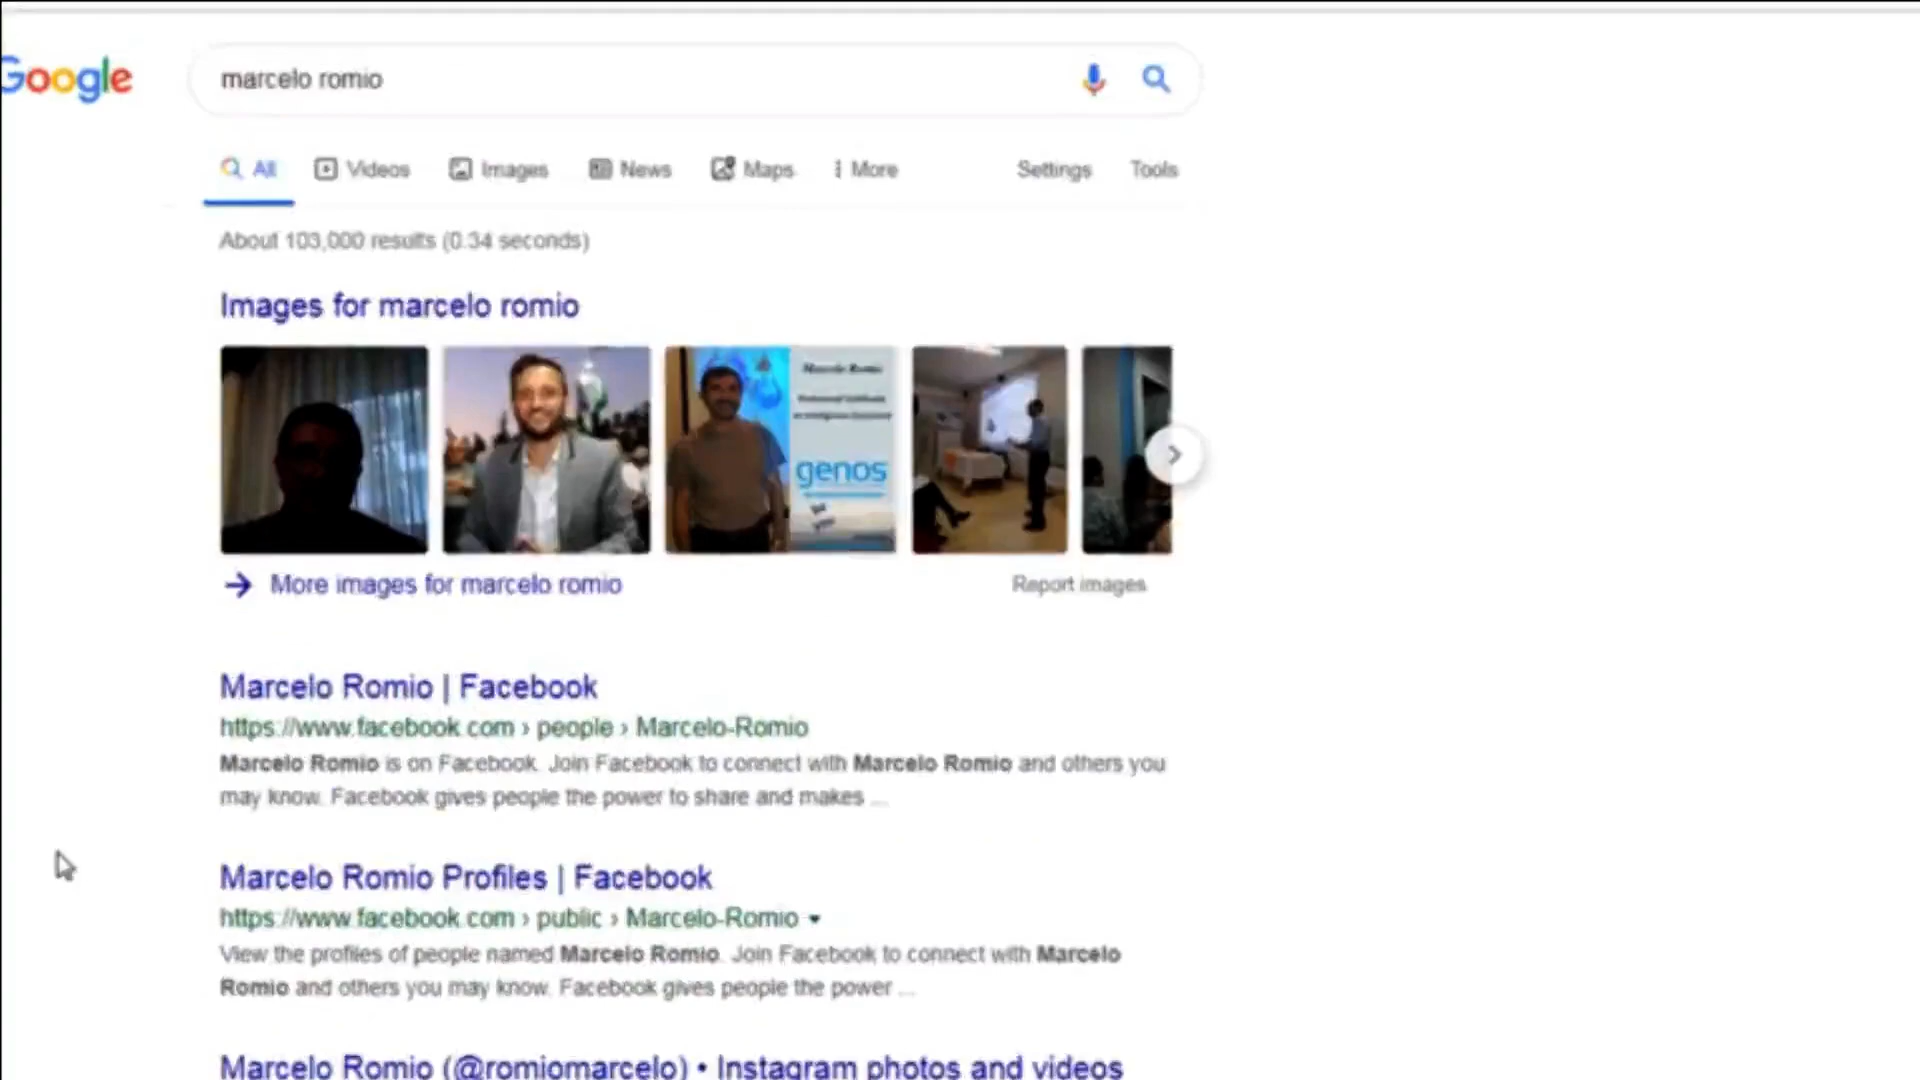 Google
marcelo romio
All Videos Images News Maps More Settings Tools
About 103,000 results (0.34 seconds)
Images for marcelo romio
Marcelo Romio
genos
More images for marcelo romio
Report images
Marcelo Romio | Facebook
https://www.facebook.com › people › Marcelo-Romio
Marcelo Romio is on Facebook. Join Facebook to connect with Marcelo Romio and others you
may know. Facebook gives people the power to share and makes ...
Marcelo Romio Profiles | Facebook
https://www.facebook.com › public › Marcelo-Romio
View the profiles of people named Marcelo Romio. Join Facebook to connect with Marcelo
Romio and others you may know. Facebook gives people the power ...
Marcelo Romio (@romiomarcelo) • Instagram photos and videos